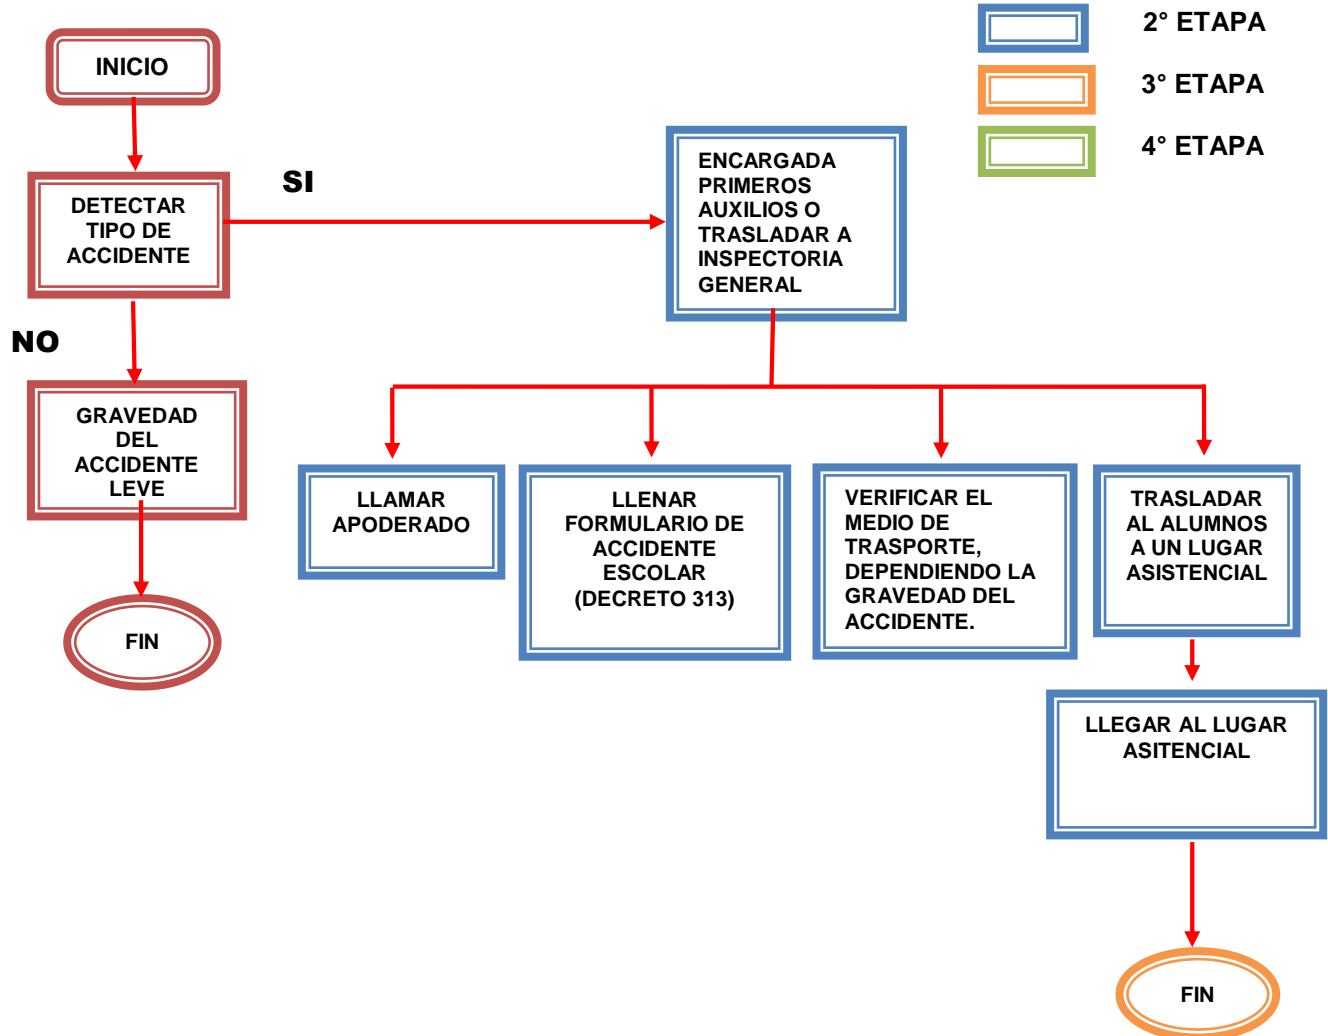 2° ETAPA
3° ETAPA
4° ETAPA
INICIO
DETECTAR
TIPO DE
ACCIDENTE
SI
ENCARGADA
PRIMEROS
AUXILIOS O
TRASLADAR A
INSPECTORIA
GENERAL
NO
GRAVEDAD
DEL
ACCIDENTE
LEVE
FIN
LLAMAR
APODERADO
LLENAR
FORMULARIO DE
ACCIDENTE
ESCOLAR
(DECRETO 313)
VERIFICAR EL
MEDIO DE
TRASPORTE,
DEPENDIENDO LA
GRAVEDAD DEL
ACCIDENTE.
TRASLADAR
AL ALUMNOS
A UN LUGAR
ASISTENCIAL
LLEGAR AL LUGAR
ASITENCIAL
FIN